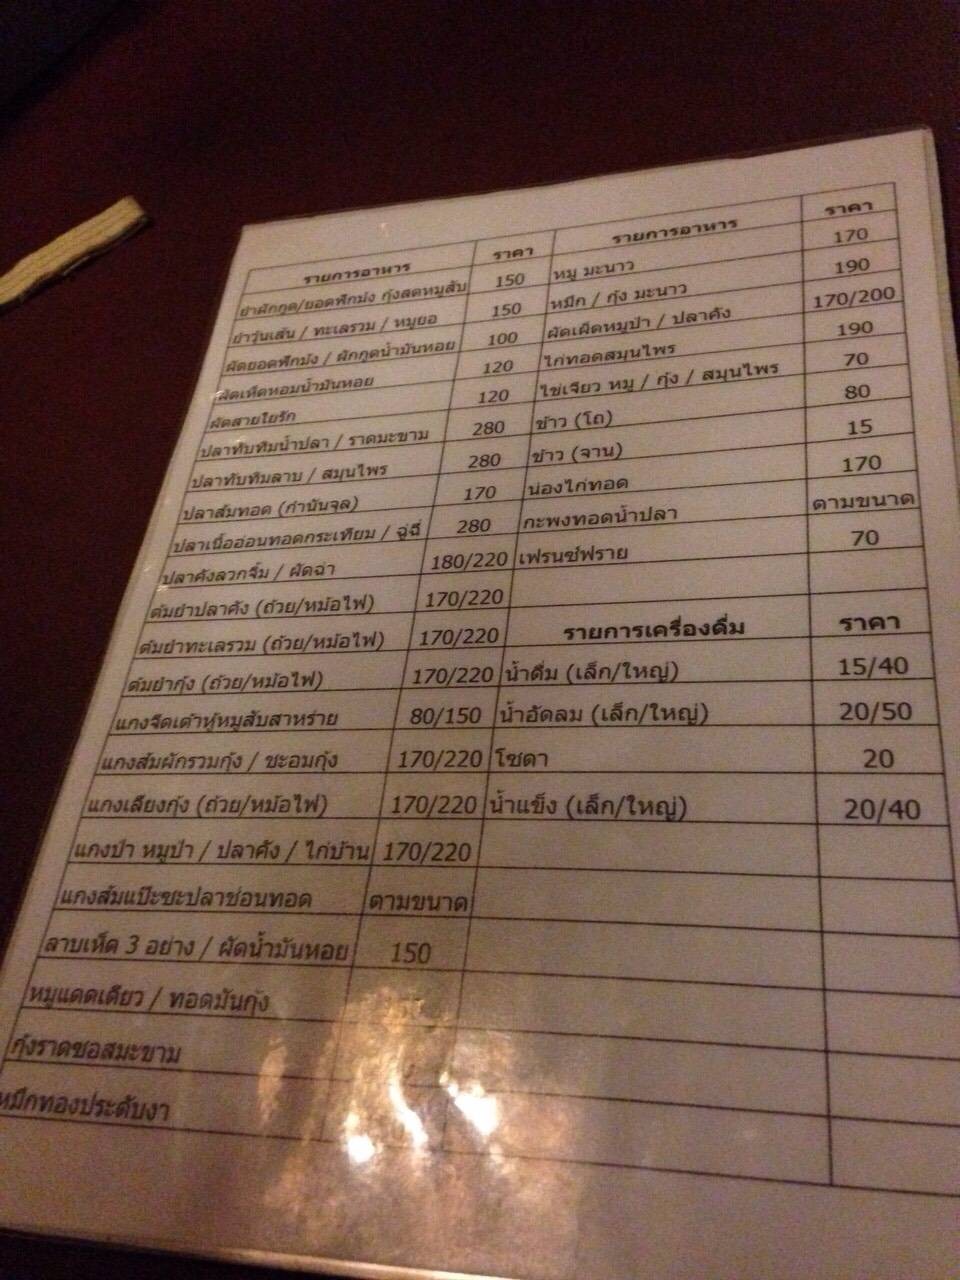 รายการอาหาร ราคา รายการอาหาร ราคา
ยำผักกูด/ยอดฟักม้ง กุ้งสดหมูสับ 150 หมู มะนาว 170
ยำวุ้นเส้น / ทะเลรวม / หมูยอ 150 หมึก / กุ้ง มะนาว 190
ผัดยอดฟักม้ง / ผักกูดน้ำมันหอย 100 ผัดเผ็ดหมูป่า / ปลาคัง 170/200
ผัดเห็ดหอมน้ำมันหอย 120 ไก่ทอดสมุนไพร 190
ผัดสายใยรัก 120 ไข่เจียว หมู / กุ้ง / สมุนไพร 70
ปลาทับทิมน้ำปลา / ราดมะขาม 280 ข้าว (โถ) 80
ปลาทับทิมลาบ / สมุนไพร 280 ข้าว (จาน) 15
ปลาส้มทอด (กำนันจุล) 170 น่องไก่ทอด 170
ปลาเนื้ออ่อนทอดกระเทียม / ฉู่ฉี่ 280 กะพงทอดน้ำปลา ตามขนาด
ปลาคังลวกจิ้ม / ผัดฉ่า 180/220 เฟรนซ์ฟราย 70
ต้มยำปลาคัง (ถ้วย/หม้อไฟ) 170/220
ต้มยำทะเลรวม (ถ้วย/หม้อไฟ) 170/220 รายการเครื่องดื่ม ราคา
ต้มยำกุ้ง (ถ้วย/หม้อไฟ) 170/220 น้ำดื่ม (เล็ก/ใหญ่) 15/40
แกงจืดเต้าหู้หมูสับสาหร่าย 80/150 น้ำอัดลม (เล็ก/ใหญ่) 20/50
แกงส้มผักรวมกุ้ง / ชะอมกุ้ง 170/220 โซดา 20
แกงเลียงกุ้ง (ถ้วย/หม้อไฟ) 170/220 น้ำแข็ง (เล็ก/ใหญ่) 20/40
แกงป่า หมูป่า / ปลาคัง / ไก่บ้าน 170/220
แกงส้มแป๊ะซะปลาช่อนทอด ตามขนาด
ลาบเห็ด 3 อย่าง / ผัดน้ำมันหอย 150
หมูแดดเดียว / ทอดมันกุ้ง
กุ้งราดซอสมะขาม
หมึกทองประดับงา